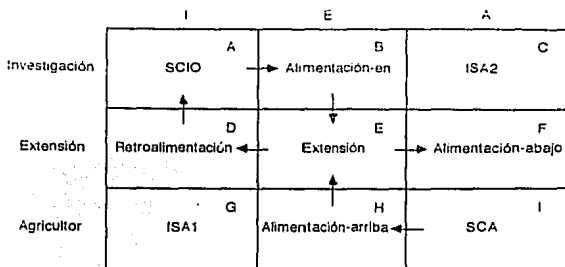 I E A
A B C
Investigación SCIO Alimentación-en ISA2
D E F
Extensión Retroalimentación Extensión Alimentación-abajo
G H I
Agricultor ISA1 Alimentación-arriba SCA